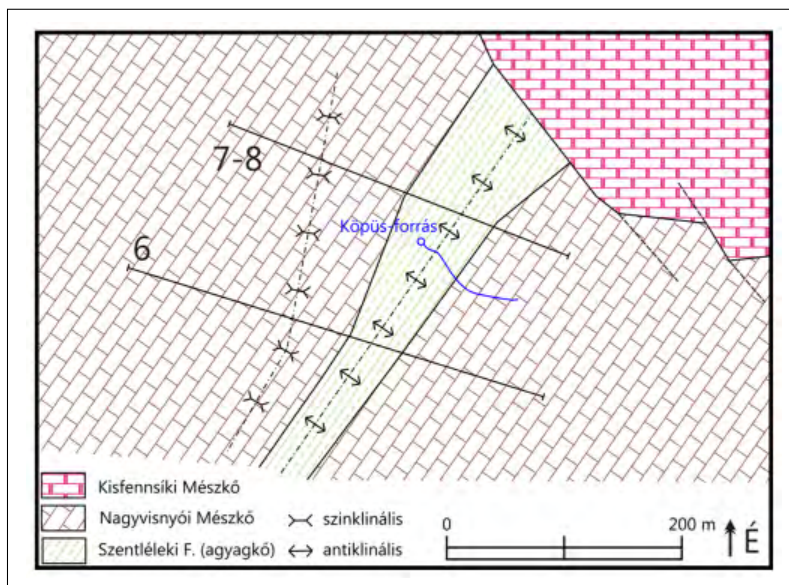 7-8
Köpüs-forrás
6
Kisfennsíki Mészkő
Nagyvisnyói Mészkő
szinklinális
0
200 m
É
Szentléleki F. (agyagkő)
antiklinális